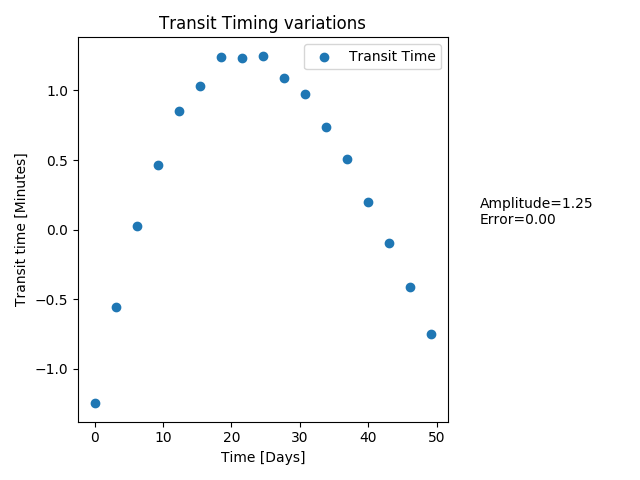 Transit Timing variations
Transit Time
1.0
0.5
0.0
−0.5
−1.0
Transit time [Minutes]
0
10
20
30
40
50
Time [Days]
Amplitude=1.25
Error=0.00